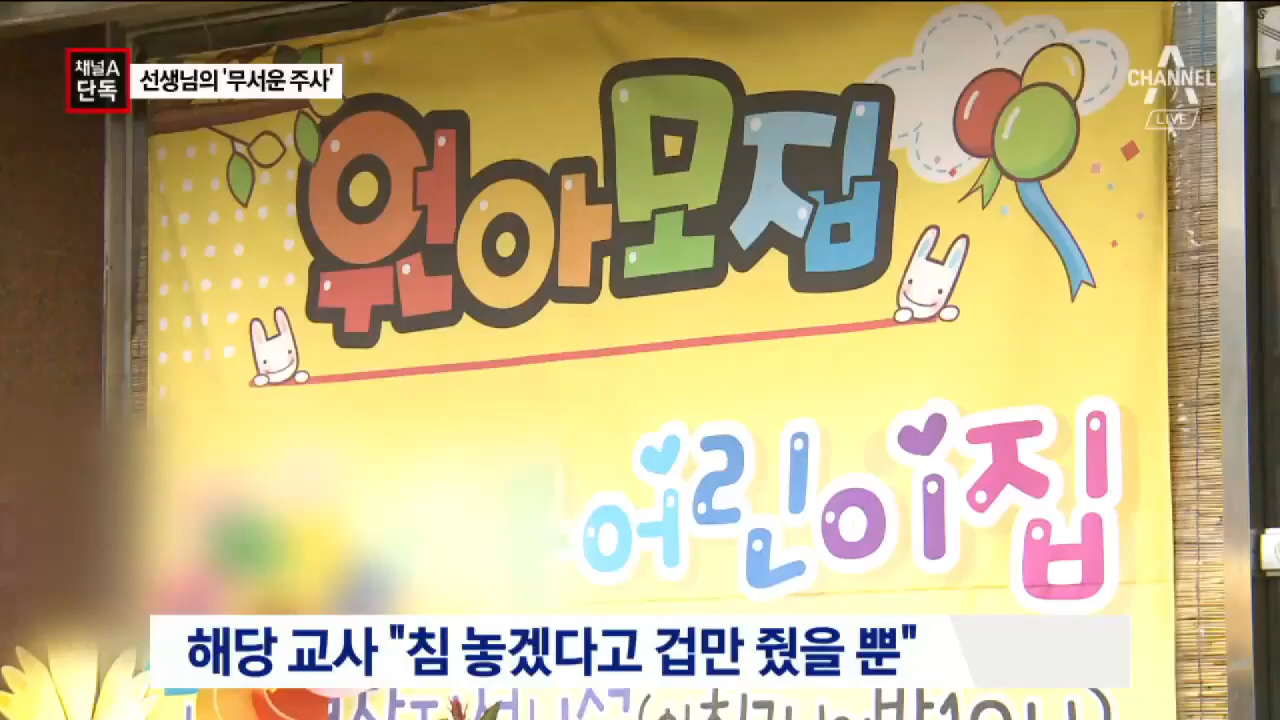 채널A
단독
선생님의 '무서운 주사'
CHANNEL A
LIVE
원아모집
어린이집
해당 교사 "침 놓겠다고 겁만 줬을 뿐"